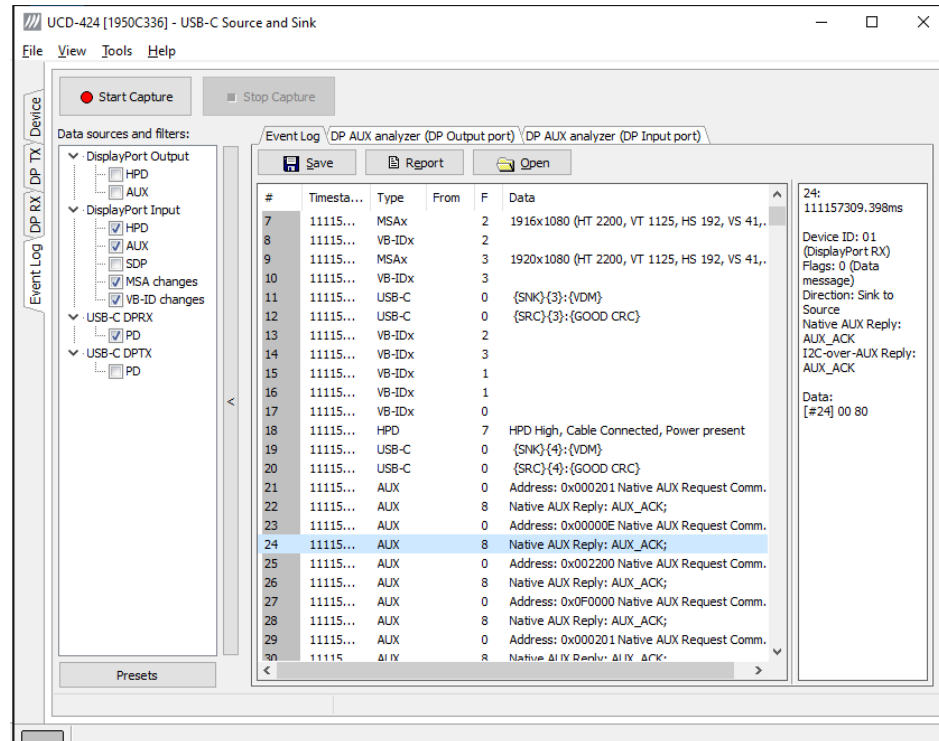 UCD-424 [1950C336] - USB-C Source and Sink
File View Tools Help
Device
DP TX
DP RX
Event Log
Start Capture
Stop Capture
Data sources and filters:
DisplayPort Output
HPD
AUX
DisplayPort Input
HPD
AUX
SDP
MSA changes
VB-ID changes
USB-C DPRX
PD
USB-C DPTX
PD
Presets
<
Event Log DP AUX analyzer (DP Output port) DP AUX analyzer (DP Input port)
Save Report Open
# Timesta... Type From F Data
7 11115... MSAx 2 1916x1080 (HT 2200, VT 1125, HS 192, VS 41,.
8 11115... VB-IDx 2
9 11115... MSAx 3 1920x1080 (HT 2200, VT 1125, HS 192, VS 41,.
10 11115... VB-IDx 3
11 11115... USB-C 0 {SNK}{3}:{VDM}
12 11115... USB-C 0 {SRC}{3}:{GOOD CRC}
13 11115... VB-IDx 2
14 11115... VB-IDx 3
15 11115... VB-IDx 1
16 11115... VB-IDx 1
17 11115... VB-IDx 0
18 11115... HPD 7 HPD High, Cable Connected, Power present
19 11115... USB-C 0 {SNK}{4}:{VDM}
20 11115... USB-C 0 {SRC}{4}:{GOOD CRC}
21 11115... AUX 0 Address: 0x000201 Native AUX Request Comm.
22 11115... AUX 8 Native AUX Reply: AUX_ACK;
23 11115... AUX 0 Address: 0x00000E Native AUX Request Comm.
24 11115... AUX 8 Native AUX Reply: AUX_ACK;
25 11115... AUX 0 Address: 0x002200 Native AUX Request Comm.
26 11115... AUX 8 Native AUX Reply: AUX_ACK;
27 11115... AUX 0 Address: 0x0F0000 Native AUX Request Comm.
28 11115... AUX 8 Native AUX Reply: AUX_ACK;
29 11115... AUX 0 Address: 0x000201 Native AUX Request Comm.
30 11115 AUX 8 Native AUX Reply: AUX_ACK;
24:
111157309.398ms
Device ID: 01
(DisplayPort RX)
Flags: 0 (Data
message)
Direction: Sink to
Source
Native AUX Reply:
AUX_ACK
I2C-over-AUX Reply:
AUX_ACK
Data:
[#24] 00 80